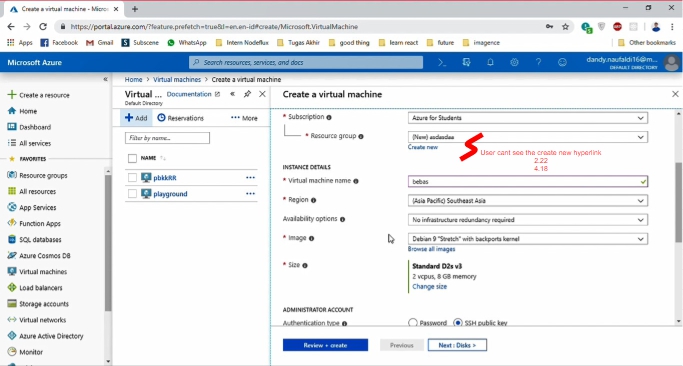 Create a virtual machine - Micros
https://portal.azure.com/?feature.prefetch=true&l=en.en-id#create/Microsoft.VirtualMachine
Apps Facebook Gmail Subscene WhatsApp Intern Nodeflux Tugas Akhir good thing learn react future imagence Other bookmarks
Microsoft Azure
Search resources, services, and docs
dandy.naufaldi16@m...
DEFAULT DIRECTORY
Home > Virtual machines > Create a virtual machine
Create a resource
Home
Dashboard
All services
FAVORITES
Resource groups
All resources
App Services
Function Apps
SQL databases
Azure Cosmos DB
Virtual machines
Load balancers
Storage accounts
Virtual networks
Azure Active Directory
Monitor
Virtual ... Documentation
Default Directory
Add Reservations More
Filter by name...
NAME
pbkkRR
playground
Create a virtual machine
* Subscription Azure for Students
* Resource group (New) asdasdaa
Create new
User cant see the create new hyperlink
2.22
4.18
INSTANCE DETAILS
* Virtual machine name bebas
* Region (Asia Pacific) Southeast Asia
Availability options No infrastructure redundancy required
* Image Debian 9 "Stretch" with backports kernel
Browse all images
* Size Standard D2s v3
2 vcpus, 8 GB memory
Change size
ADMINISTRATOR ACCOUNT
Authentication type Password SSH public key
Review + create Previous Next : Disks >